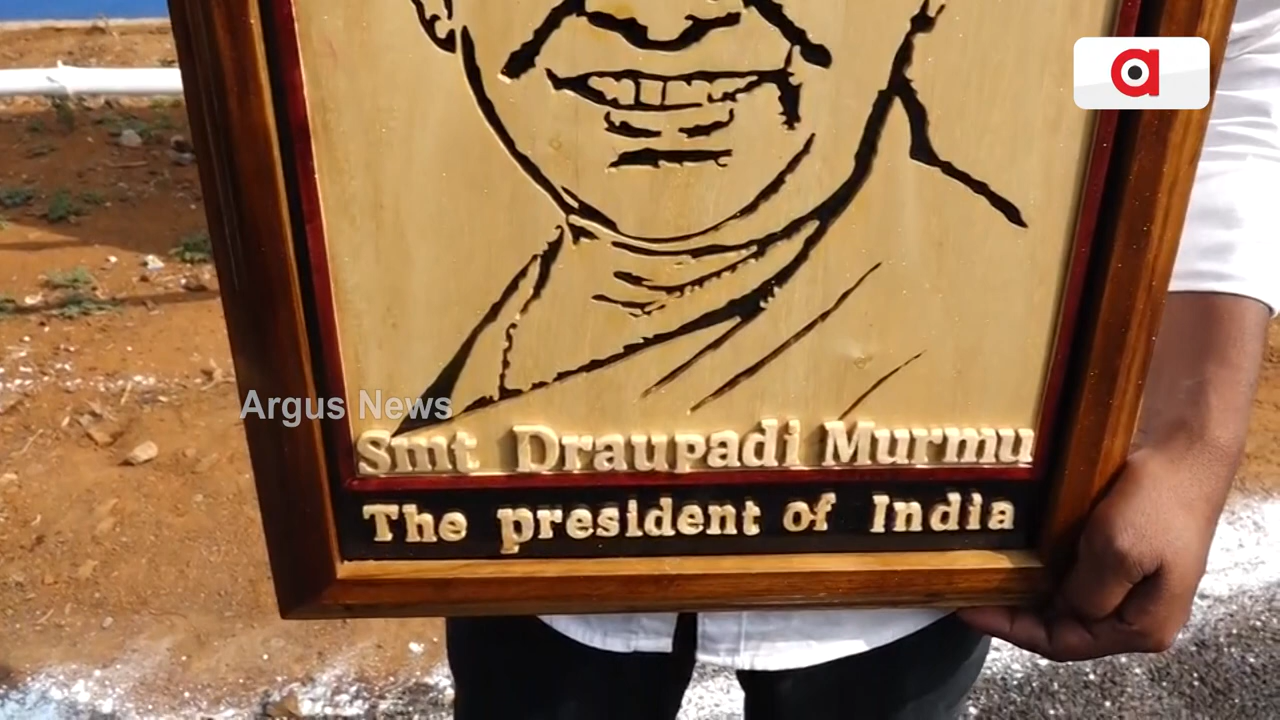 a
Argus News
Smt Draupadi Murmu
The president of India